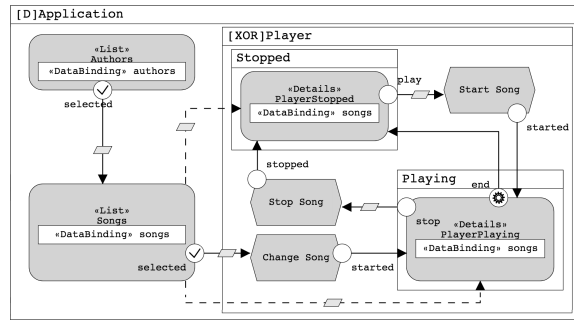 [D]Application
[XOR]Player
«List»
Authors
«DataBinding» authors
selected
Stopped
«Details»
PlayerStopped
«DataBinding» songs
play
Start Song
started
stopped
Stop Song
Playing
end
stop
«Details»
PlayerPlaying
«DataBinding» songs
«List»
Songs
«DataBinding» songs
selected
Change Song
started